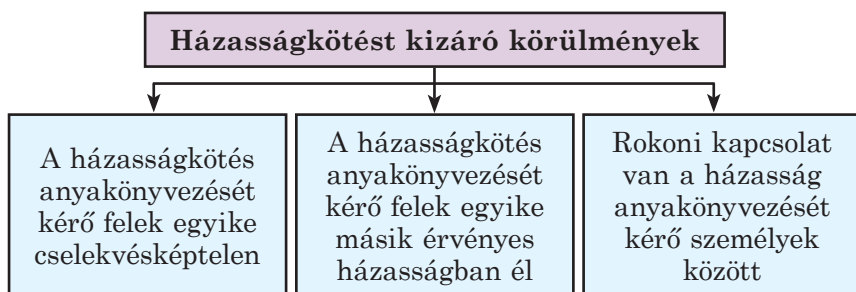 Házasságkötést kizáró körülmények
A házasságkötés
anyakönyvezését
kérő felek egyike
cselekvésképtelen
A házasságkötés
anyakönyvezését
kérő felek egyike
másik érvényes
házasságban él
Rokoni kapcsolat
van a házasság
anyakönyvezését
kérő személyek
között